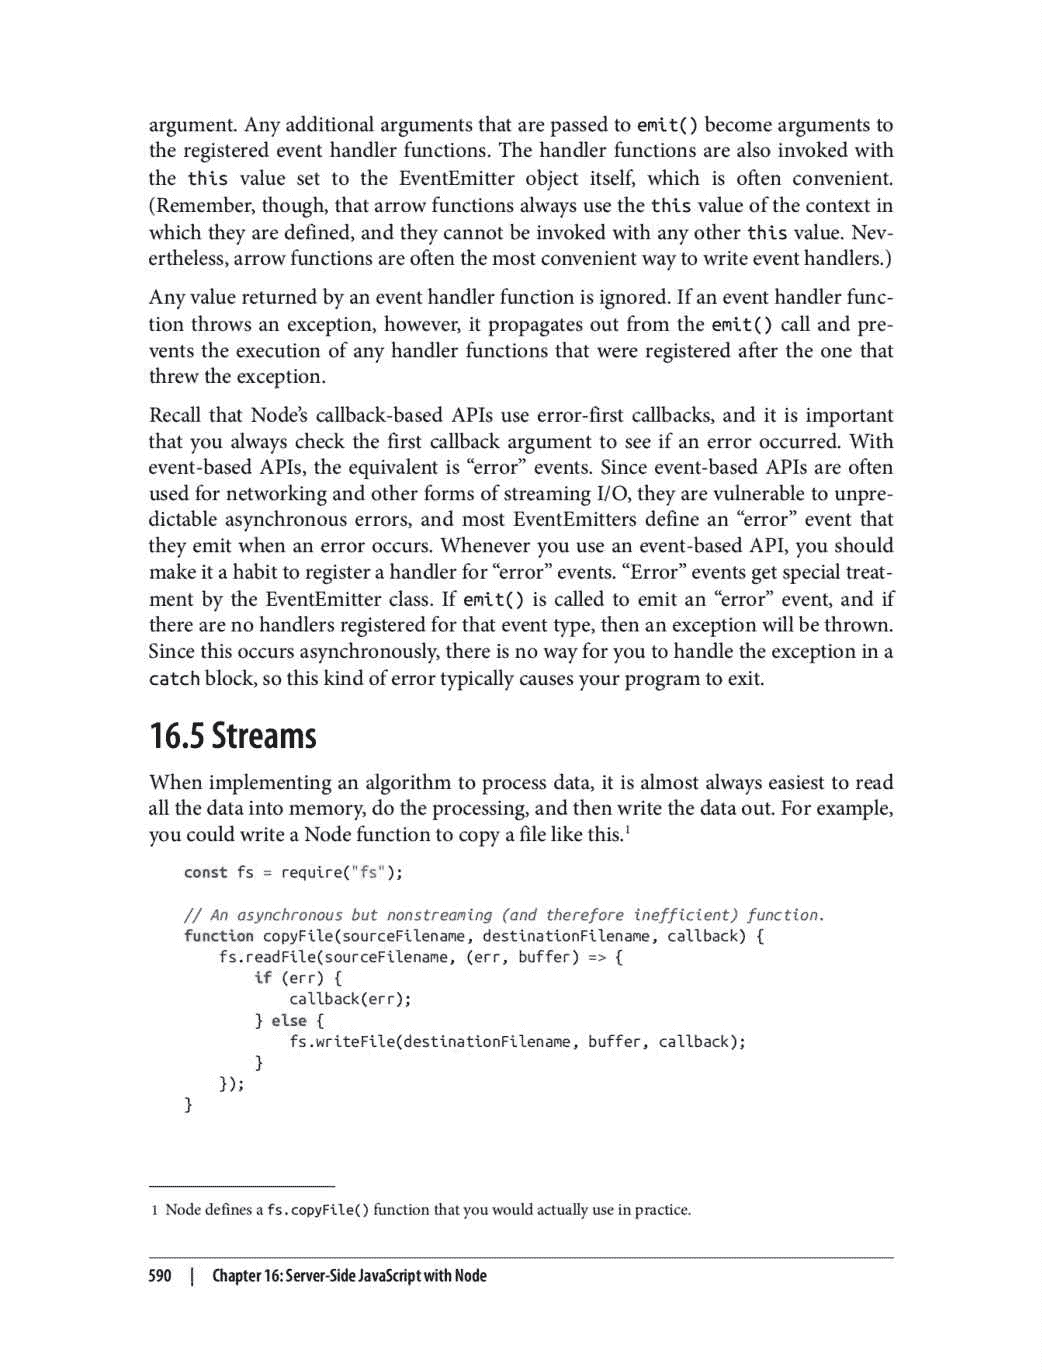 argument. Any additional arguments that are passed to emit() become arguments to
the registered event handler functions. The handler functions are also invoked with
the this value set to the EventEmitter object itself, which is often convenient.
(Remember, though, that arrow functions always use the this value of the context in
which they are defined, and they cannot be invoked with any other this value. Nev-
ertheless, arrow functions are often the most convenient way to write event handlers.)
Any value returned by an event handler function is ignored. If an event handler func-
tion throws an exception, however, it propagates out from the emit() call and pre-
vents the execution of any handler functions that were registered after the one that
threw the exception.
Recall that Node’s callback-based APIs use error-first callbacks, and it is important
that you always check the first callback argument to see if an error occurred. With
event-based APIs, the equivalent is “error” events. Since event-based APIs are often
used for networking and other forms of streaming I/O, they are vulnerable to unpre-
dictable asynchronous errors, and most EventEmitters define an “error” event that
they emit when an error occurs. Whenever you use an event-based API, you should
make it a habit to register a handler for “error” events. “Error” events get special treat-
ment by the EventEmitter class. If emit() is called to emit an “error” event, and if
there are no handlers registered for that event type, then an exception will be thrown.
Since this occurs asynchronously, there is no way for you to handle the exception in a
catch block, so this kind of error typically causes your program to exit.
16.5 Streams
When implementing an algorithm to process data, it is almost always easiest to read
all the data into memory, do the processing, and then write the data out. For example,
you could write a Node function to copy a file like this.1
const fs = require("fs");
// An asynchronous but nonstreaming (and therefore inefficient) function.
function copyFile(sourceFilename, destinationFilename, callback) {
    fs.readFile(sourceFilename, (err, buffer) => {
        if (err) {
            callback(err);
        } else {
            fs.writeFile(destinationFilename, buffer, callback);
        }
    });
}
1 Node defines a fs.copyFile() function that you would actually use in practice.
590 | Chapter 16: Server-Side JavaScript with Node